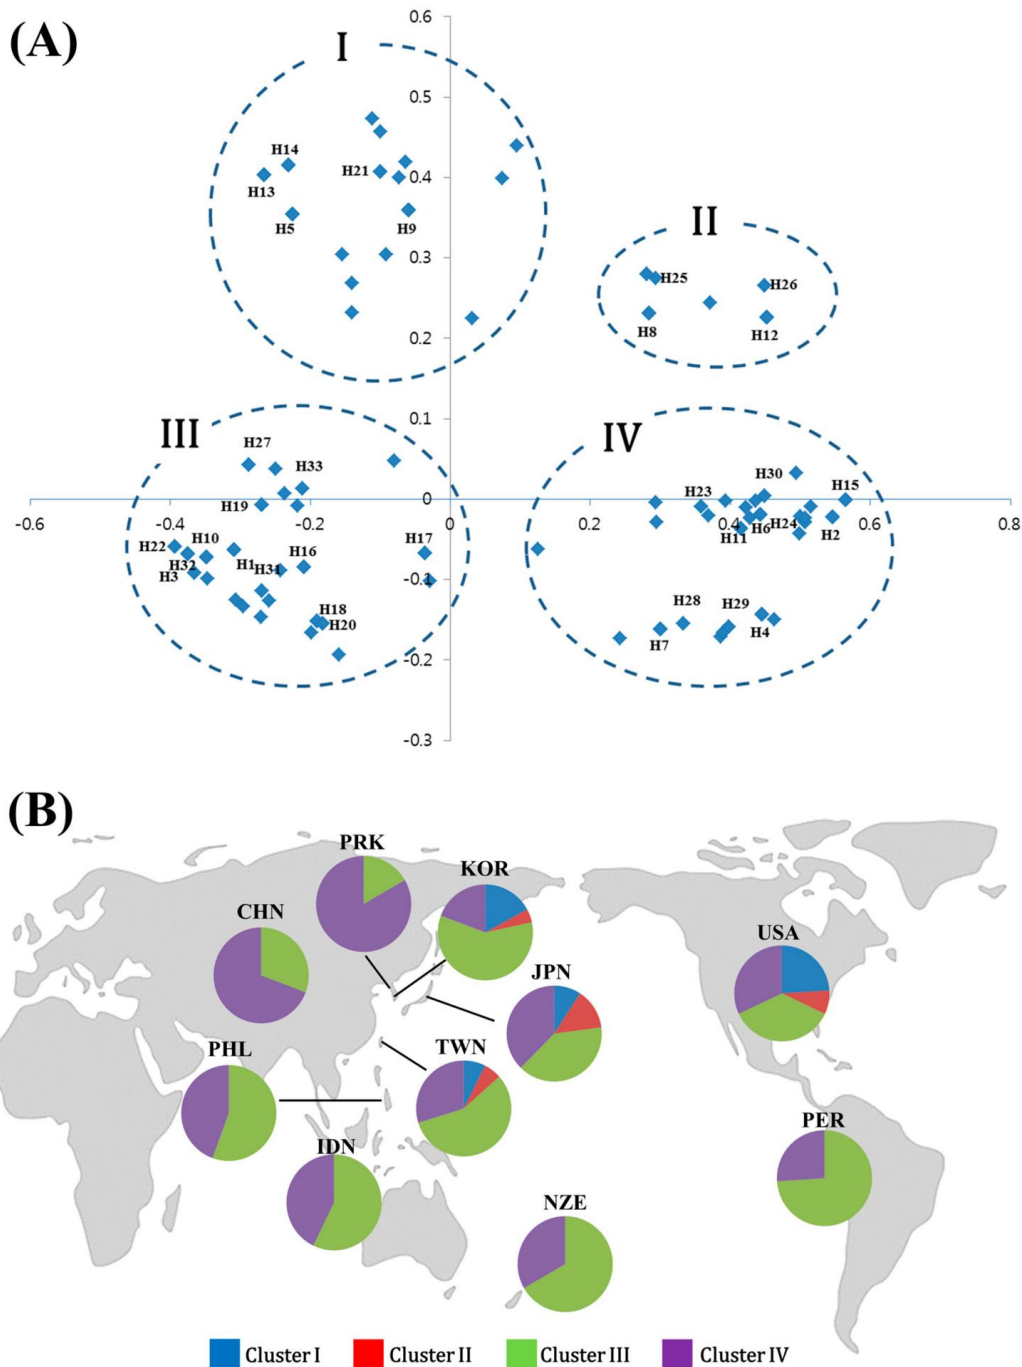 (A)
0.6
I
0.5
H14
H21
0.4
H13
H5
H9
II
0.3
H25
H26
H8
H12
0.2
0.1
III
IV
H27
H33
H30
H23
H15
H19
0
-0.6
-0.4
-0.2
0
0.2
0.4
0.6
0.8
H22
H10
H32
H3
H1
H31
H16
H17
H11
H6
H24
H2
-0.1
H18
H20
H28
H29
H7
H4
-0.2
-0.3
(B)
PRK
KOR
CHN
USA
JPN
PHL
TWN
PER
IDN
NZE
Cluster I
Cluster II
Cluster III
Cluster IV